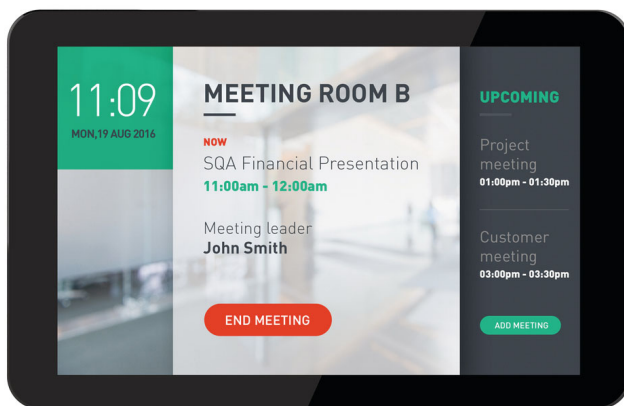 11:09
MON,19 AUG 2016
MEETING ROOM B
NOW
SQA Financial Presentation
11:00am - 12:00am
Meeting leader
John Smith
END MEETING
UPCOMING
Project
meeting
01:00pm - 01:30pm
Customer
meeting
03:00pm - 03:30pm
ADD MEETING